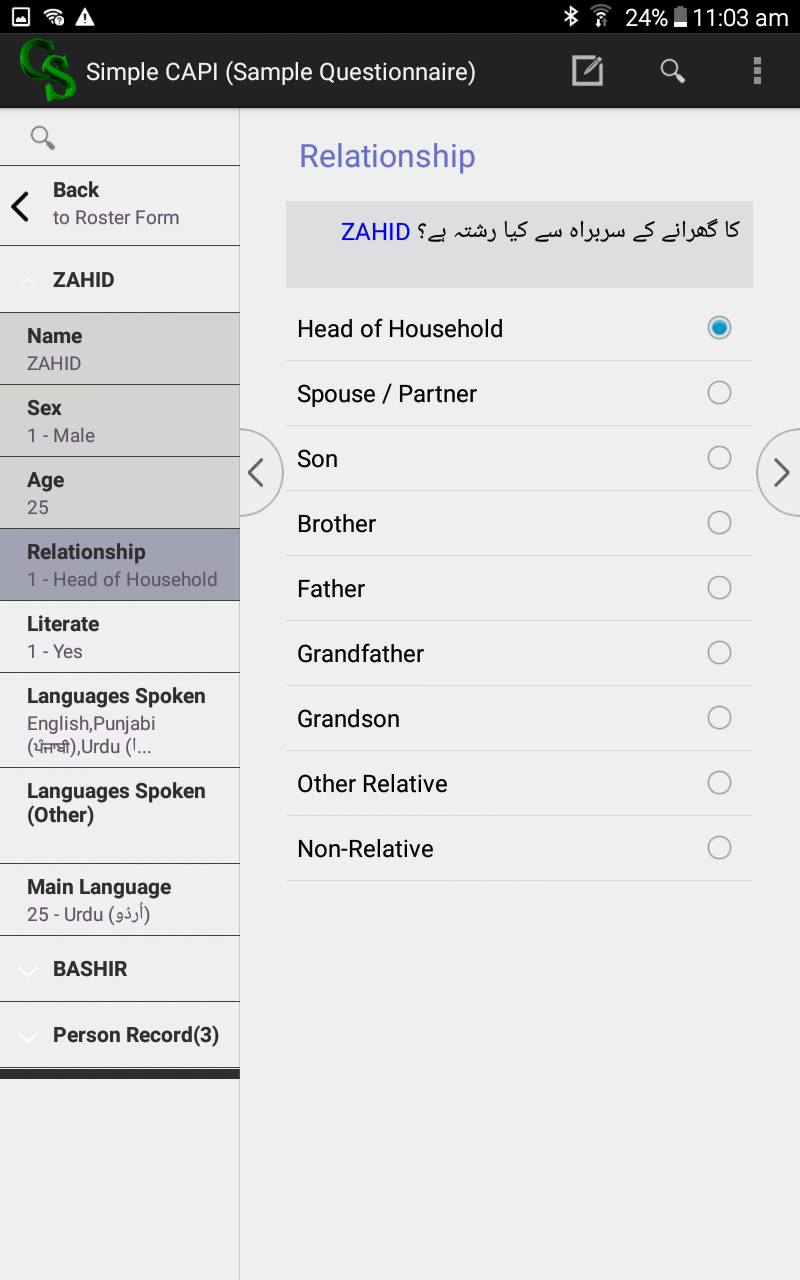 24% 11:03 am
CS Simple CAPI (Sample Questionnaire)
Back
to Roster Form
ZAHID
Name
ZAHID
Sex
1 - Male
Age
25
Relationship
1 - Head of Household
Literate
1 - Yes
Languages Spoken
English,Punjabi
(ਪੰਜਾਬੀ),Urdu (ا...
Languages Spoken
(Other)
Main Language
25 - Urdu (اُردُو)
BASHIR
Person Record(3)
Relationship
ZAHID کا گھرانے کے سربراہ سے کیا رشتہ ہے؟
Head of Household
Spouse / Partner
Son
Brother
Father
Grandfather
Grandson
Other Relative
Non-Relative